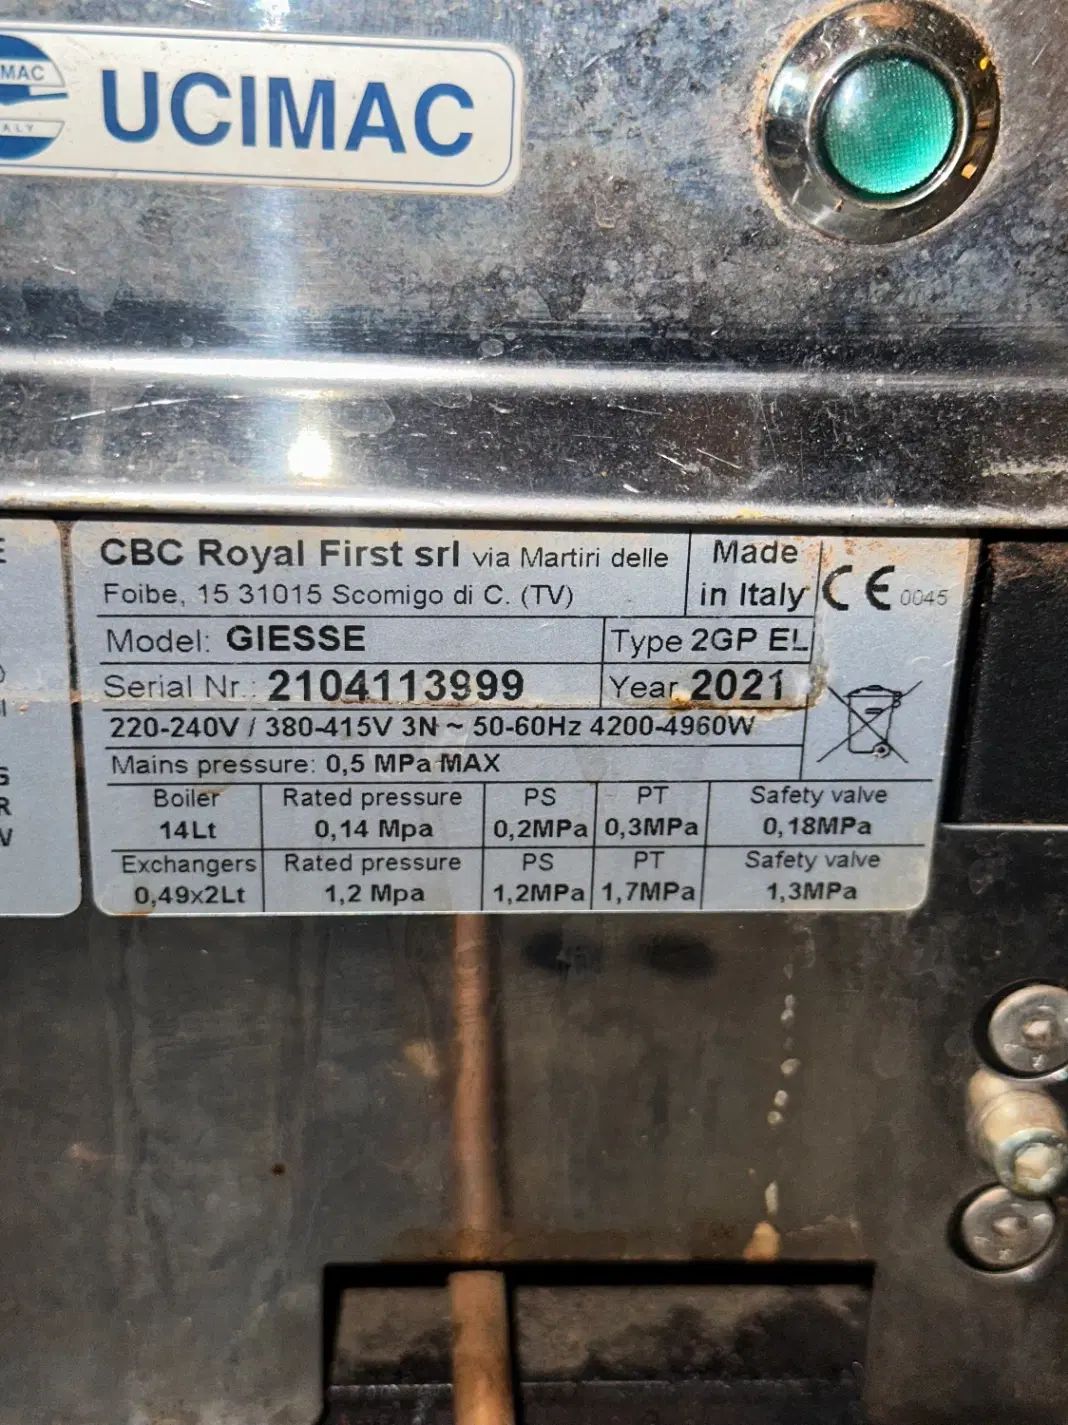 MAC
ALY
UCIMAC
CBC Royal First srl via Martiri delle
Foibe, 15 31015 Scomigo di C. (TV)
Made
in Italy
CE 0045
Model: GIESSE
Type 2GP EL
Serial Nr.: 2104113999
Year 2021
220-240V / 380-415V 3N ~ 50-60Hz 4200-4960W
Mains pressure: 0,5 MPa MAX
Boiler Rated pressure PS PT Safety valve
14Lt 0,14 Mpa 0,2MPa 0,3MPa 0,18MPa
Exchangers Rated pressure PS PT Safety valve
0,49x2Lt 1,2 Mpa 1,2MPa 1,7MPa 1,3MPa